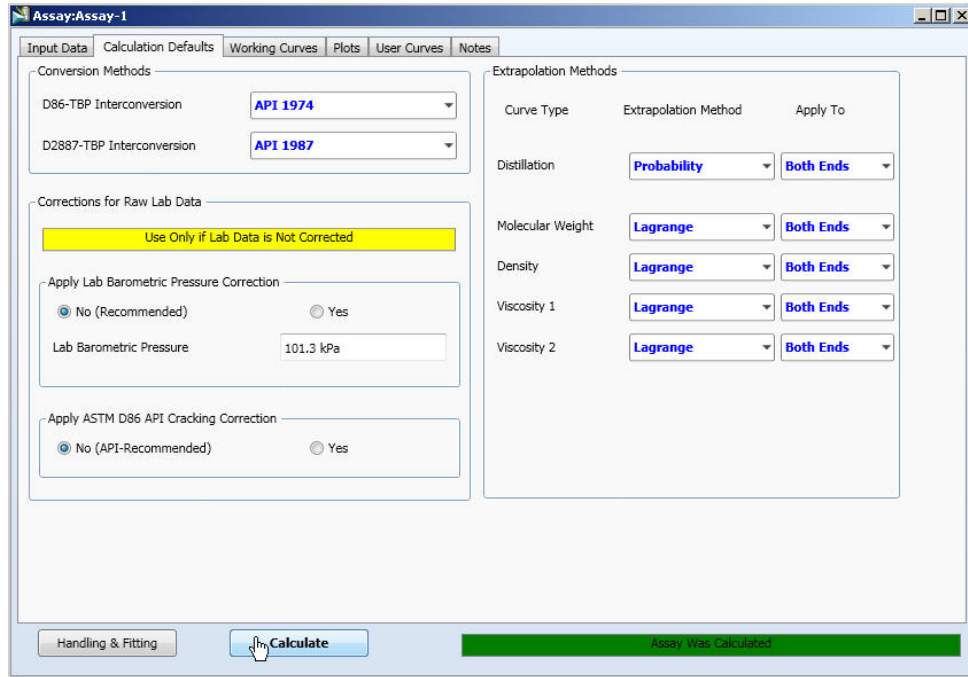 Assay:Assay-1
Input Data Calculation Defaults Working Curves Plots User Curves Notes
Conversion Methods
D86-TBP Interconversion API 1974
D2887-TBP Interconversion API 1987
Corrections for Raw Lab Data
Use Only if Lab Data is Not Corrected
Apply Lab Barometric Pressure Correction
No (Recommended) Yes
Lab Barometric Pressure 101.3 kPa
Apply ASTM D86 API Cracking Correction
No (API-Recommended) Yes
Extrapolation Methods
Curve Type Extrapolation Method Apply To
Distillation Probability Both Ends
Molecular Weight Lagrange Both Ends
Density Lagrange Both Ends
Viscosity 1 Lagrange Both Ends
Viscosity 2 Lagrange Both Ends
Handling & Fitting Calculate Assay Was Calculated